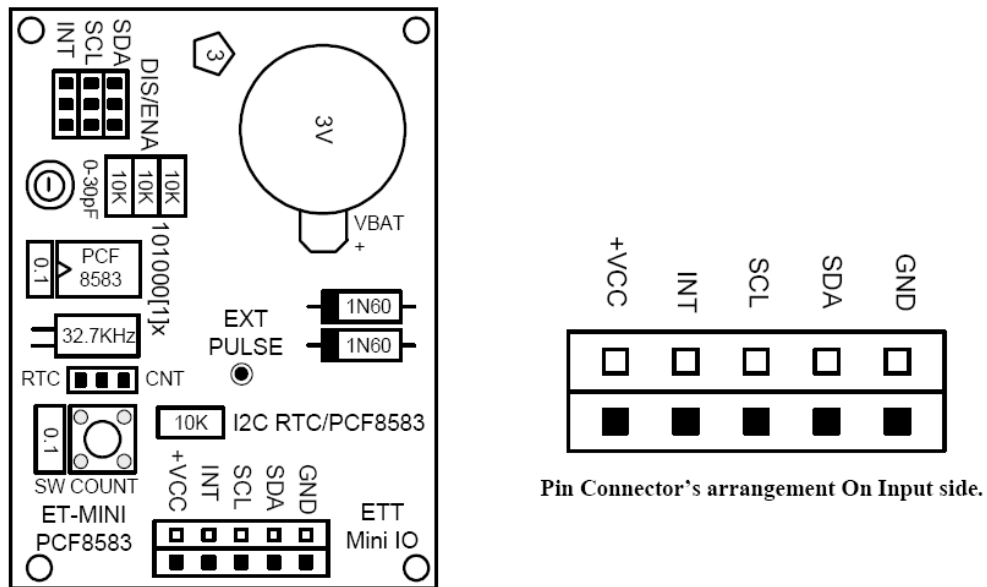 INT
SCL
SDA
DIS/ENA
3
3V
0-30pF
10K
10K
10K
VBAT
+
0.1
PCF
8583
101000[1]x
32.7KHz
EXT
PULSE
1N60
1N60
RTC
CNT
0.1
10K
I2C RTC/PCF8583
SW COUNT
+VCC
INT
SCL
SDA
GND
ET-MINI
PCF8583
ETT
Mini IO
+VCC
INT
SCL
SDA
GND
Pin Connector’s arrangement On Input side.